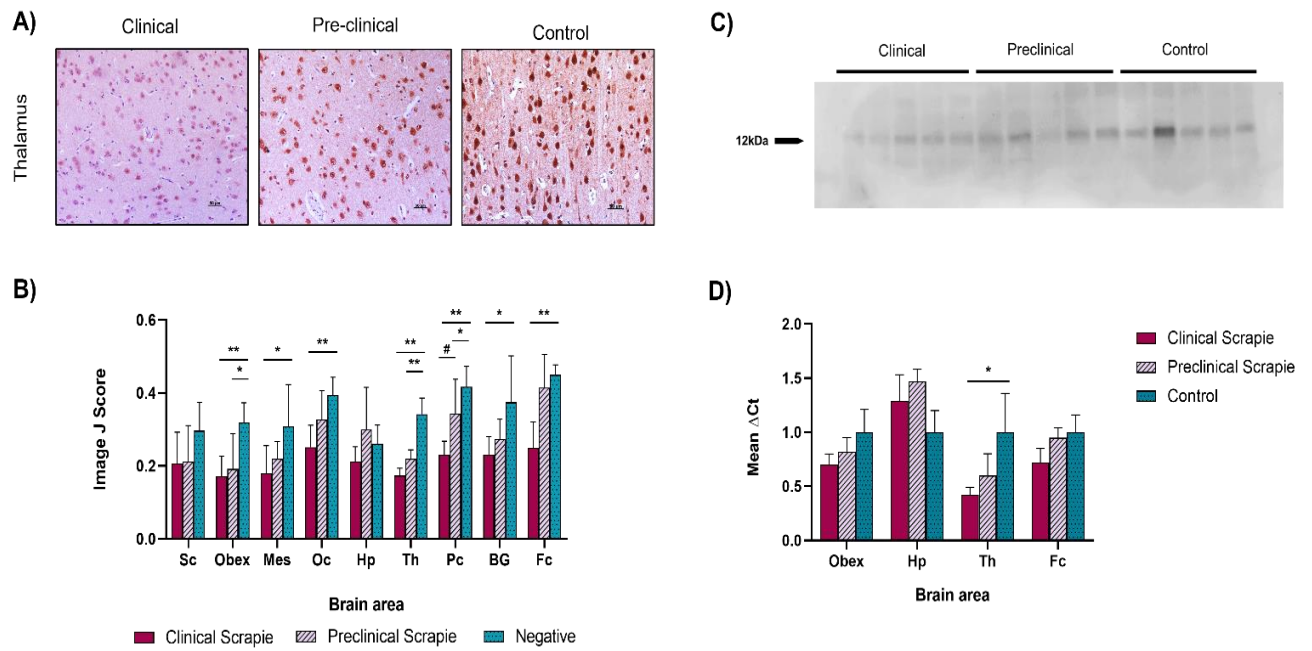 A)
Clinical
Pre-clinical
Control
Thalamus
B)
Image J Score
0.6
0.4
0.2
0.0
** * * ** ** ** ** # * * **
Sc Obex Mes Oc Hp Th Pc BG Fc
Brain area
Clinical Scrapie Preclinical Scrapie Negative
C)
Clinical Preclinical Control
12kDa
D)
Mean ΔCt
2.0
1.5
1.0
0.5
0.0
*
Obex Hp Th Fc
Brain area
Clinical Scrapie
Preclinical Scrapie
Control